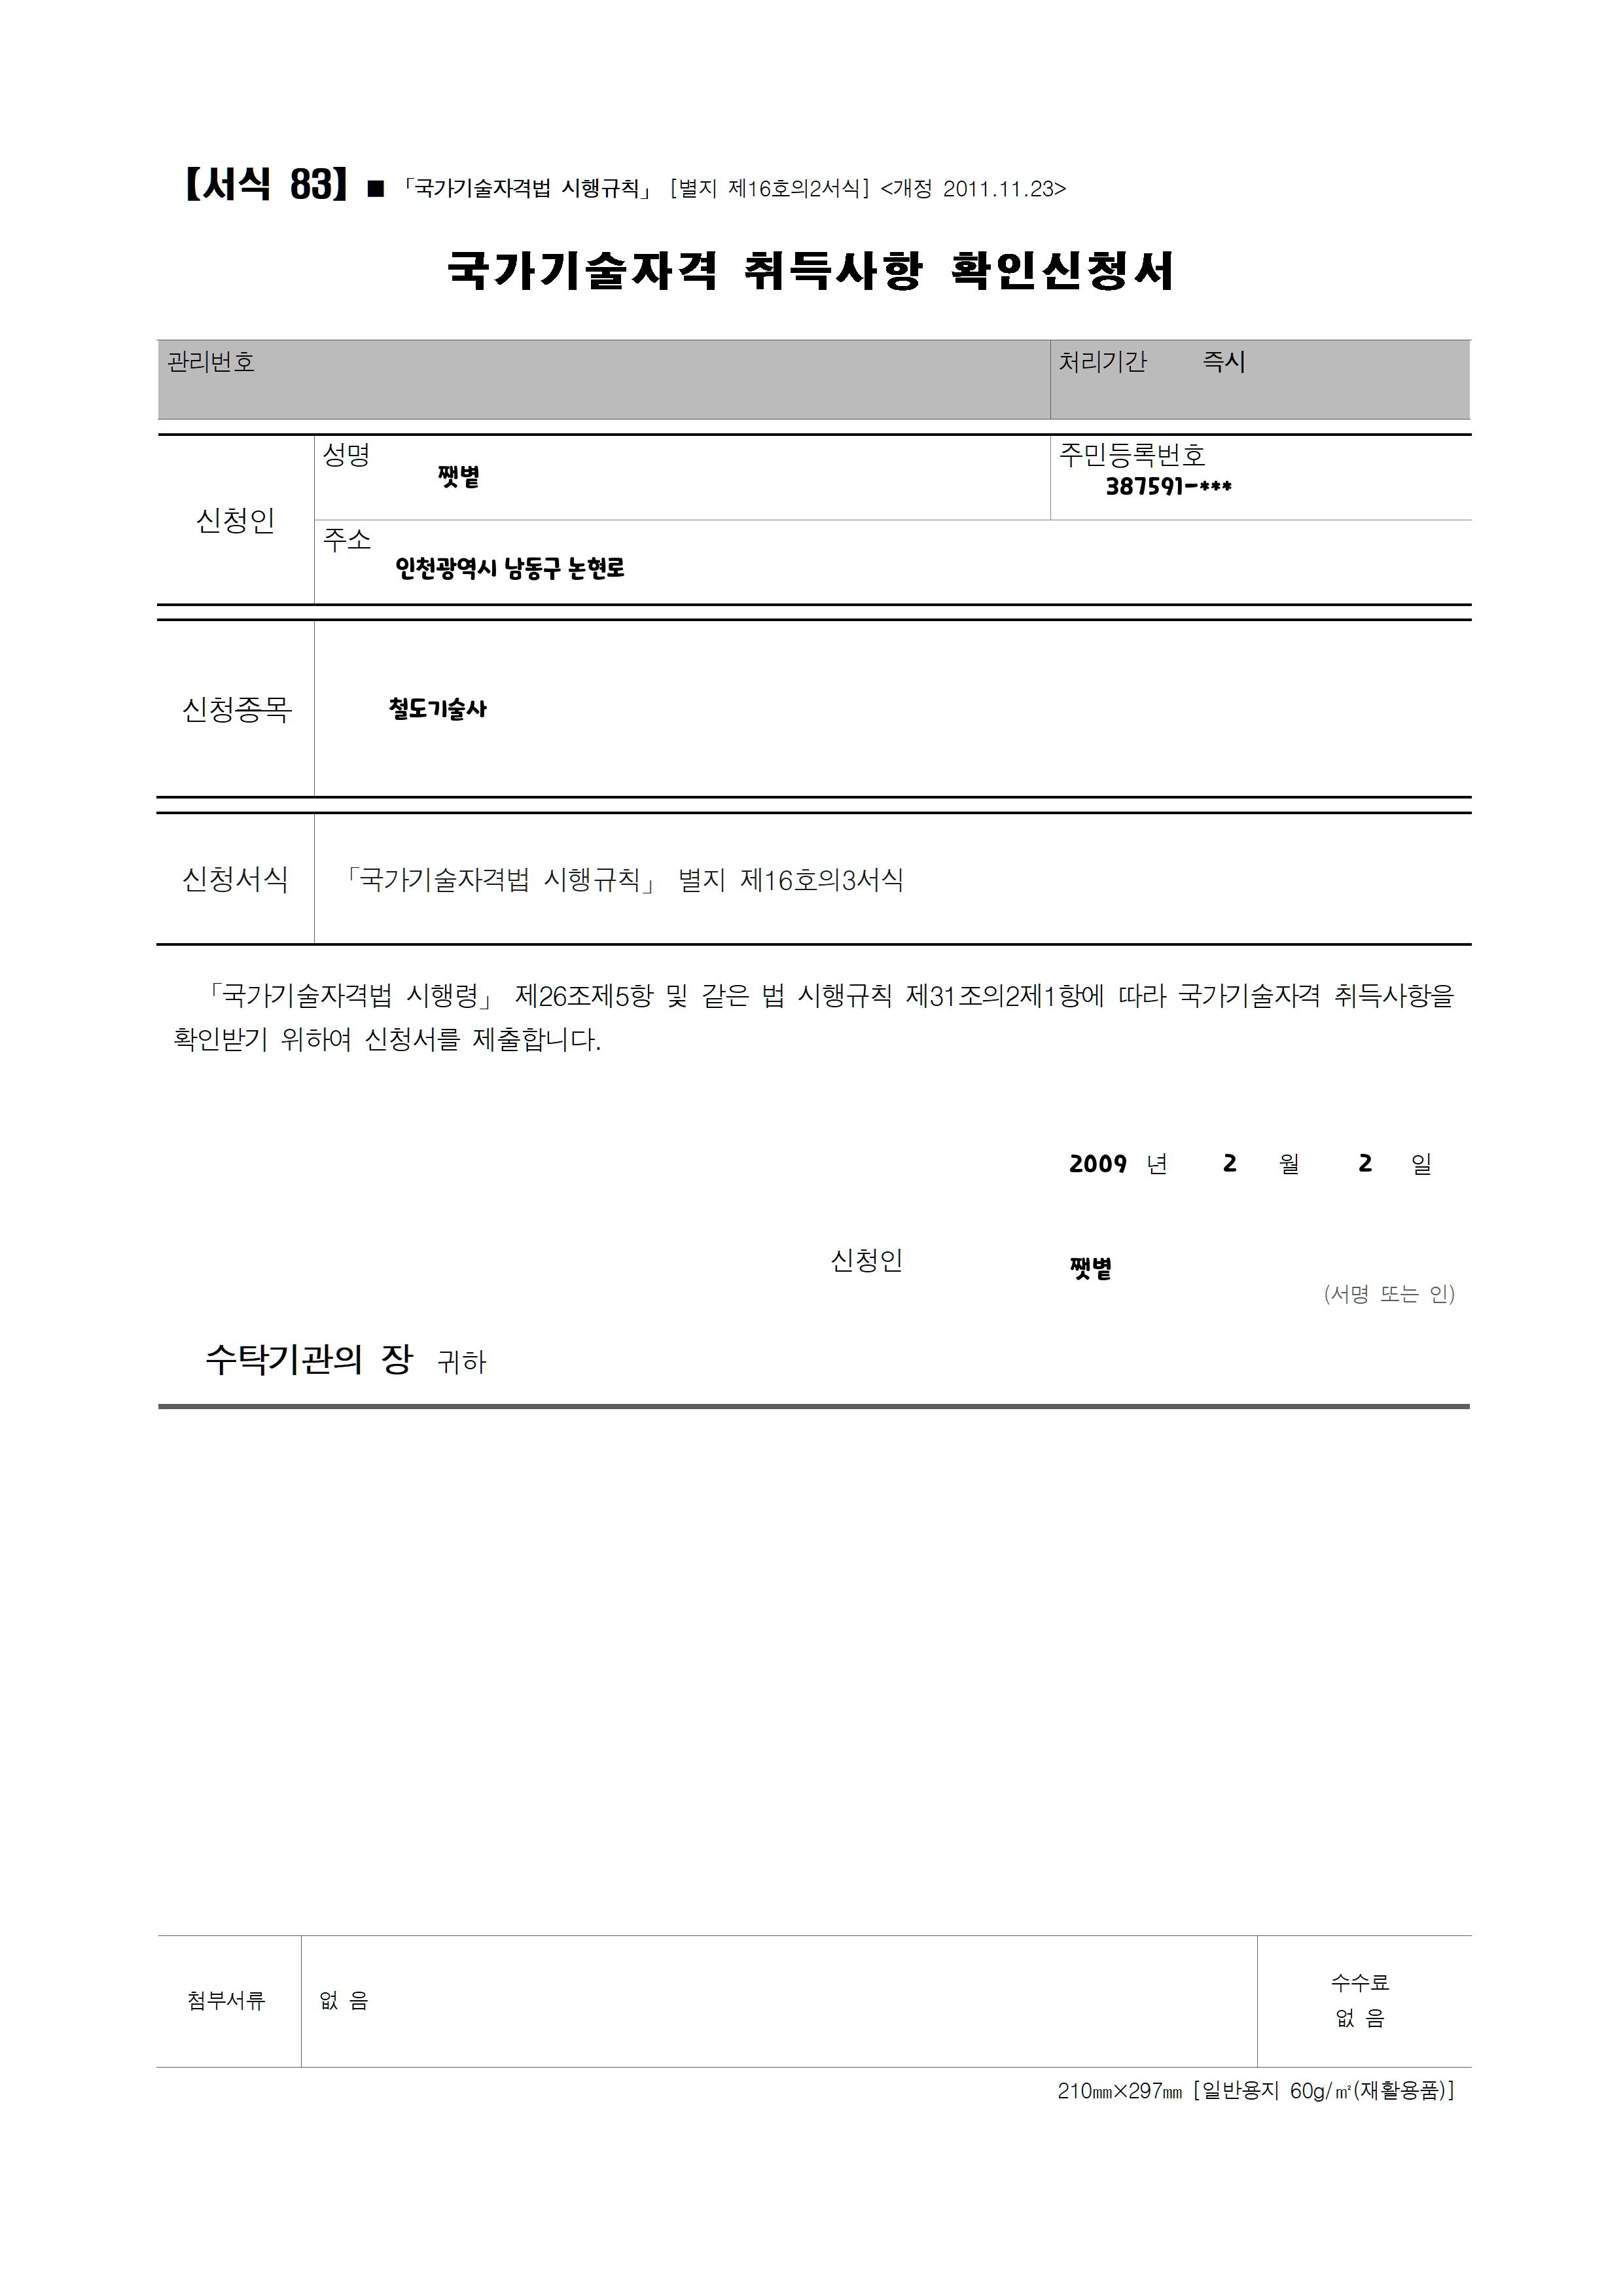 【서식 83】 ■ 「국가기술자격법 시행규칙」 [별지 제16호의2서식] <개정 2011.11.23>
국가기술자격 취득사항 확인신청서
관리번호 처리기간 즉시
성명 주민등록번호
쨋볕 387591-***
신청인
주소
인천광역시 남동구 논현로
신청종목 철도기술사
신청서식 「국가기술자격법 시행규칙」 별지 제16호의3서식
「국가기술자격법 시행령」 제26조제5항 및 같은 법 시행규칙 제31조의2제1항에 따라 국가기술자격 취득사항을
확인받기 위하여 신청서를 제출합니다.
2009 년 2 월 2 일
신청인 쨋볕
(서명 또는 인)
수탁기관의 장 귀하
첨부서류 없 음 수수료
없 음
210㎜×297㎜ [일반용지 60g/㎡(재활용품)]